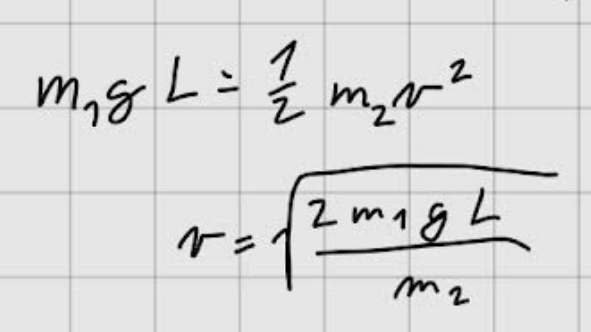 m₁g L = ½ m₂v²
v = √(2 m₁ g L / m₂)